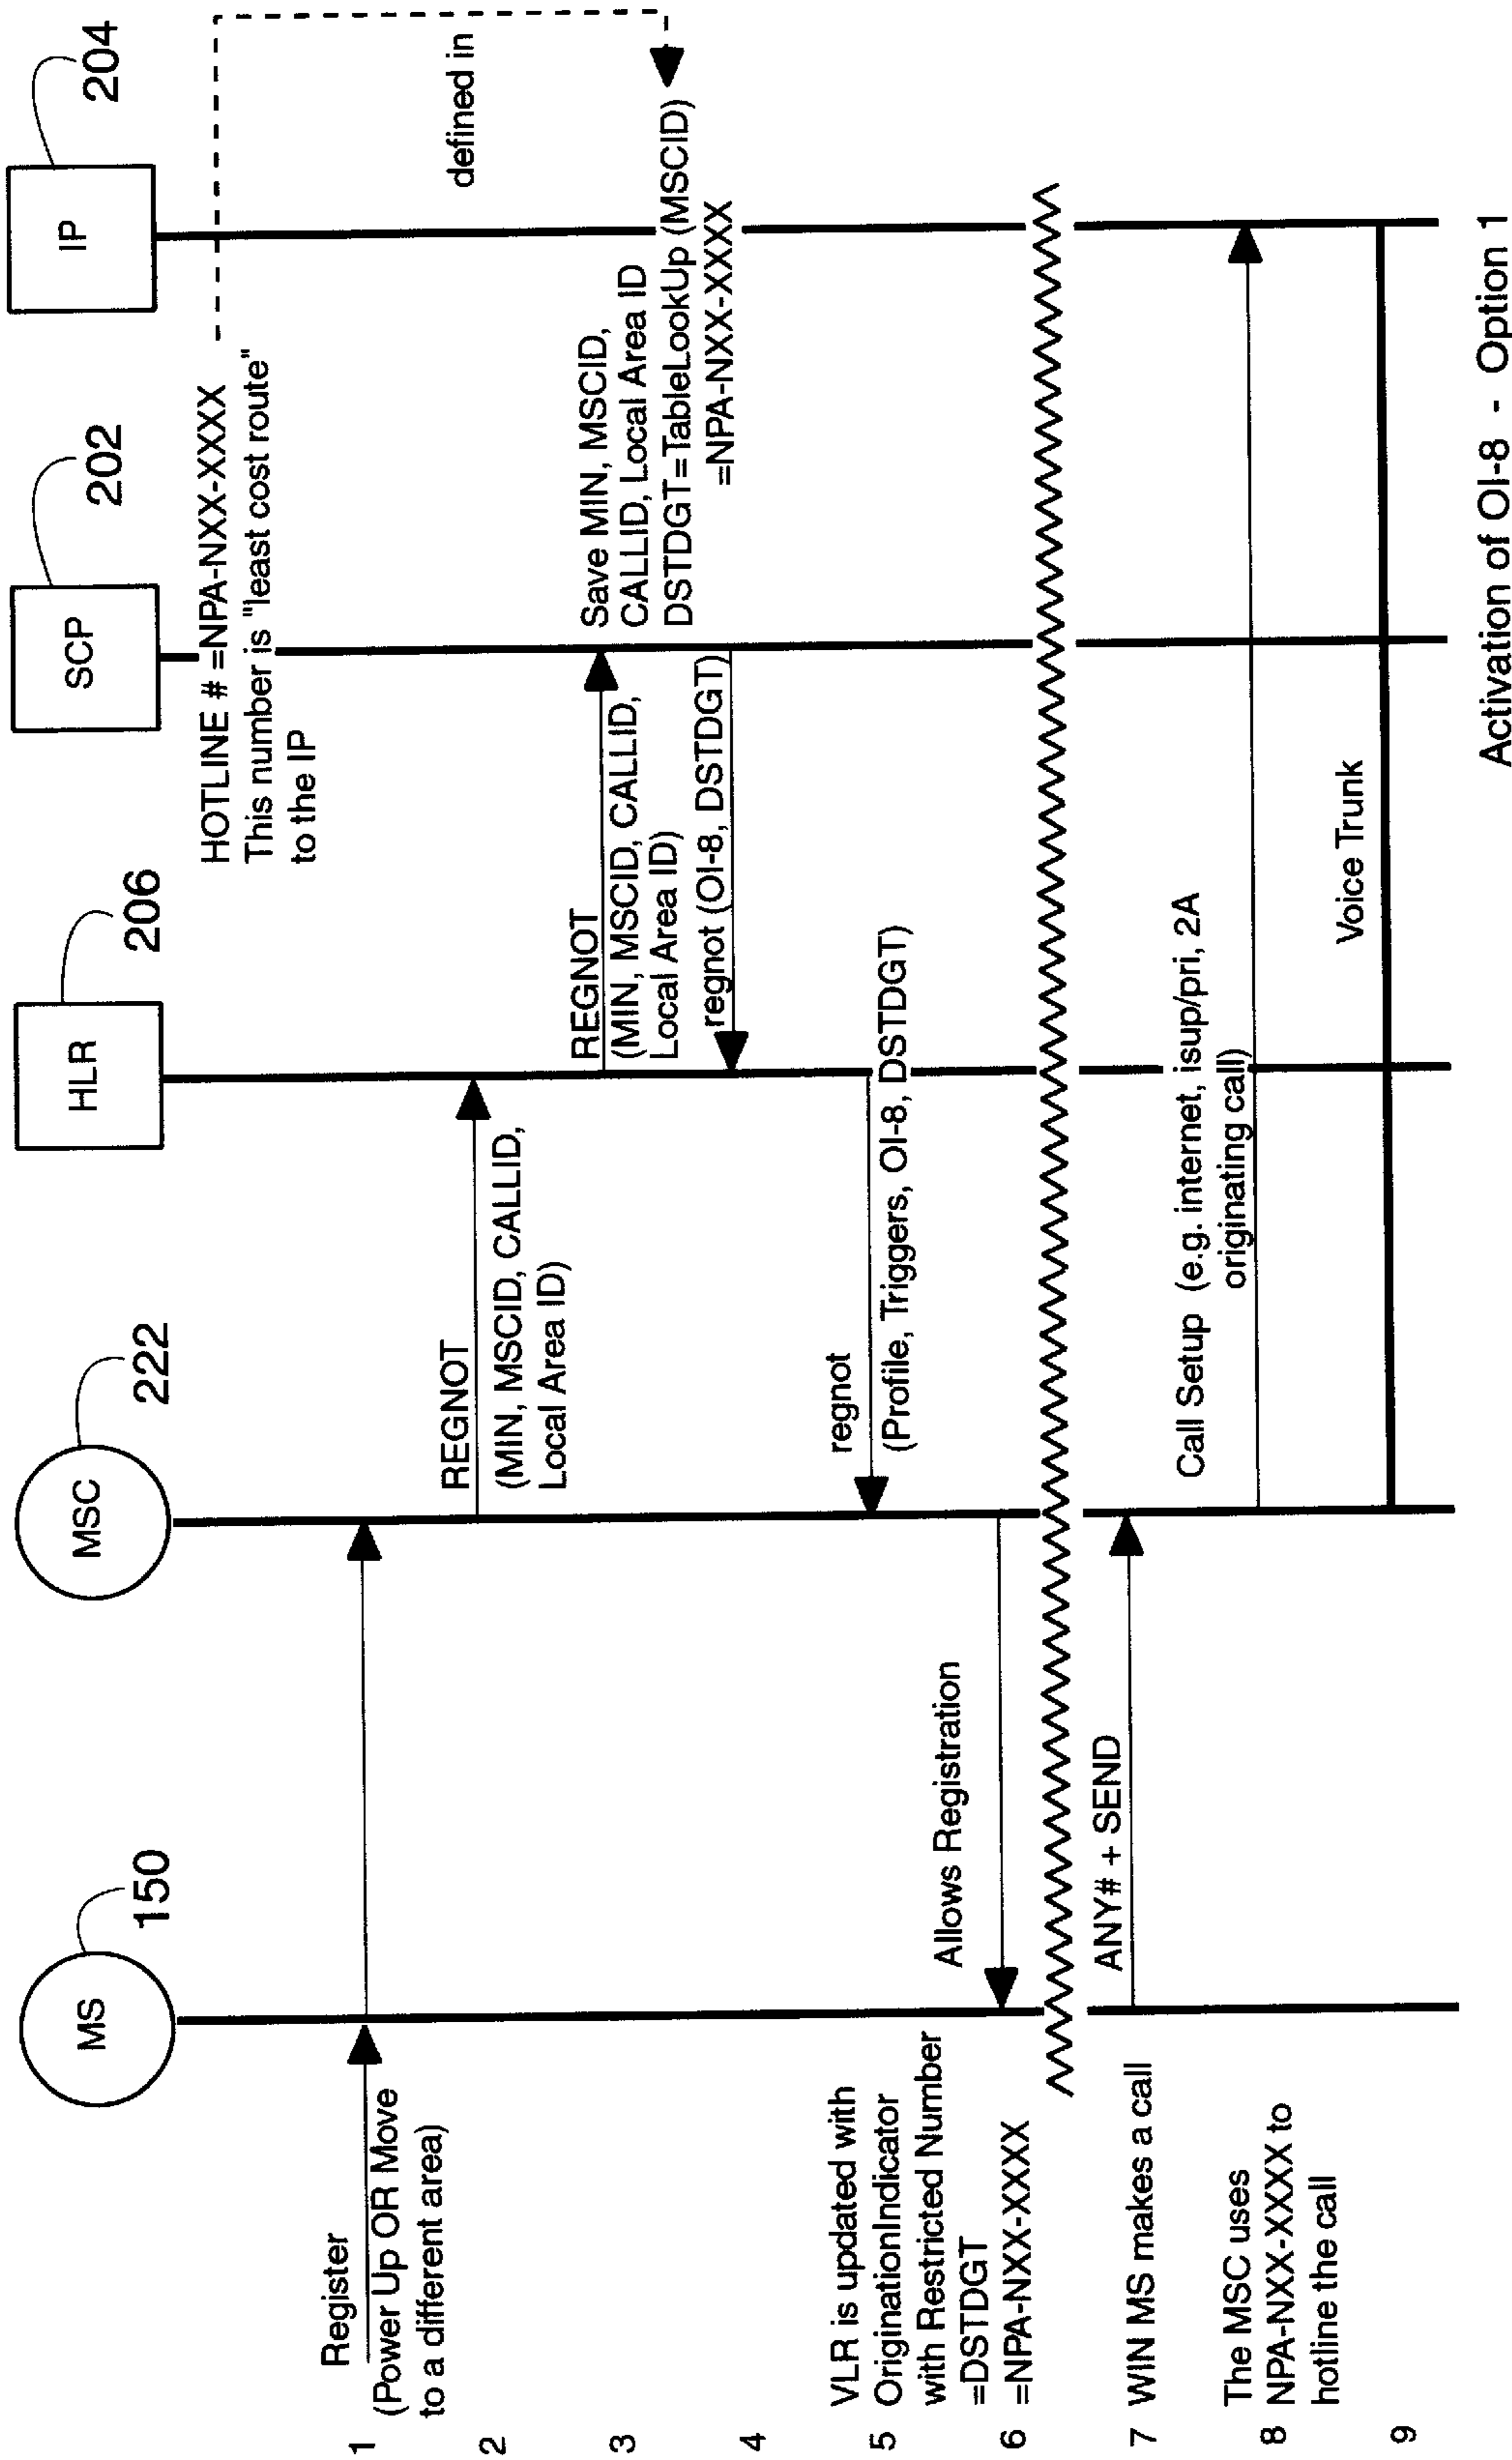 MS
150
MSC
222
HLR
206
SCP
202
IP
204
HOTLINE # =NPA-NXX-XXXX
This number is "least cost route"
to the IP
defined in
1
Register
(Power Up OR Move
to a different area)
2
REGNOT
(MIN, MSCID, CALLID,
Local Area ID)
3
REGNOT
(MIN, MSCID, CALLID,
Local Area ID)
Save MIN, MSCID,
CALLID, Local Area ID
DSTDGT=TableLookUp (MSCID)
=NPA-NXX-XXXX
4
regnot (OI-8, DSTDGT)
5
VLR is updated with
OriginationIndicator
with Restricted Number
=DSTDGT
=NPA-NXX-XXXX
regnot
(Profile, Triggers, OI-8, DSTDGT)
6
Allows Registration
7
WIN MS makes a call
ANY# + SEND
8
The MSC uses
NPA-NXX-XXXX to
hotline the call
Call Setup (e.g. internet, isup/pri, 2A
originating call)
9
Voice Trunk
Activation of OI-8 - Option 1